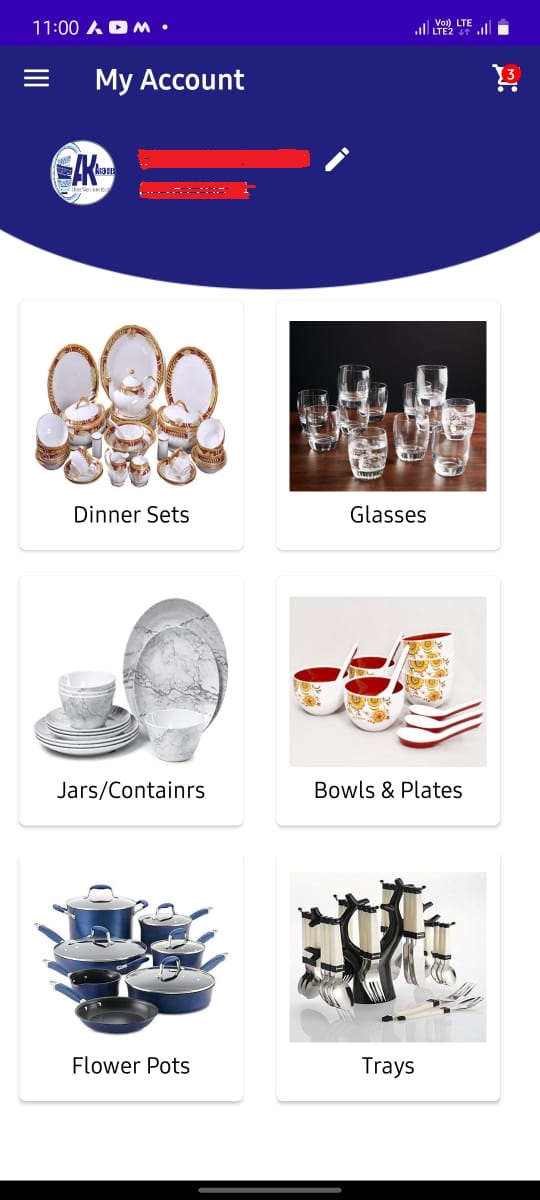 11:00
Vo) LTE
LTE2
My Account
3
AK
AGENCIES
Dinner Sets
Glasses
Jars/Containrs
Bowls & Plates
Flower Pots
Trays